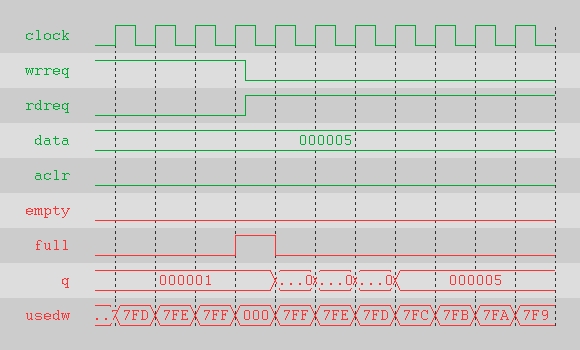 clock
wrreq
rdreq
data 000005
aclr
empty
full
q 000001 ...0 ...0 ...0 000005
usedw ..7 7FD 7FE 7FF 000 7FF 7FE 7FD 7FC 7FB 7FA 7F9